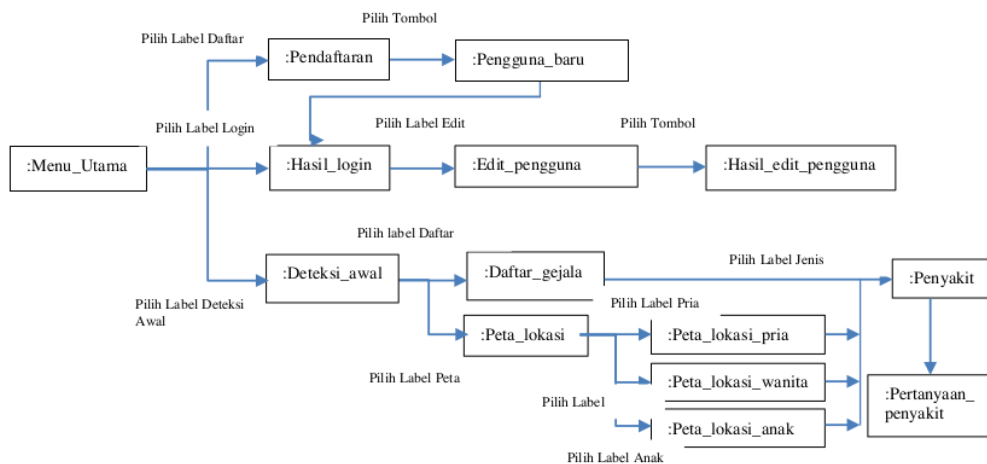 Pilih Tombol
Pilih Label Daftar
:Pendaftaran
:Pengguna_baru
Pilih Label Login
Pilih Label Edit
Pilih Tombol
:Menu_Utama
:Hasil_login
:Edit_pengguna
:Hasil_edit_pengguna
Pilih label Daftar
Pilih Label Jenis
:Deteksi_awal
:Daftar_gejala
:Penyakit
Pilih Label Deteksi
Awal
Pilih Label Pria
:Peta_lokasi
:Peta_lokasi_pria
Pilih Label Peta
:Peta_lokasi_wanita
Pilih Label
:Pertanyaan_
penyakit
:Peta_lokasi_anak
Pilih Label Anak